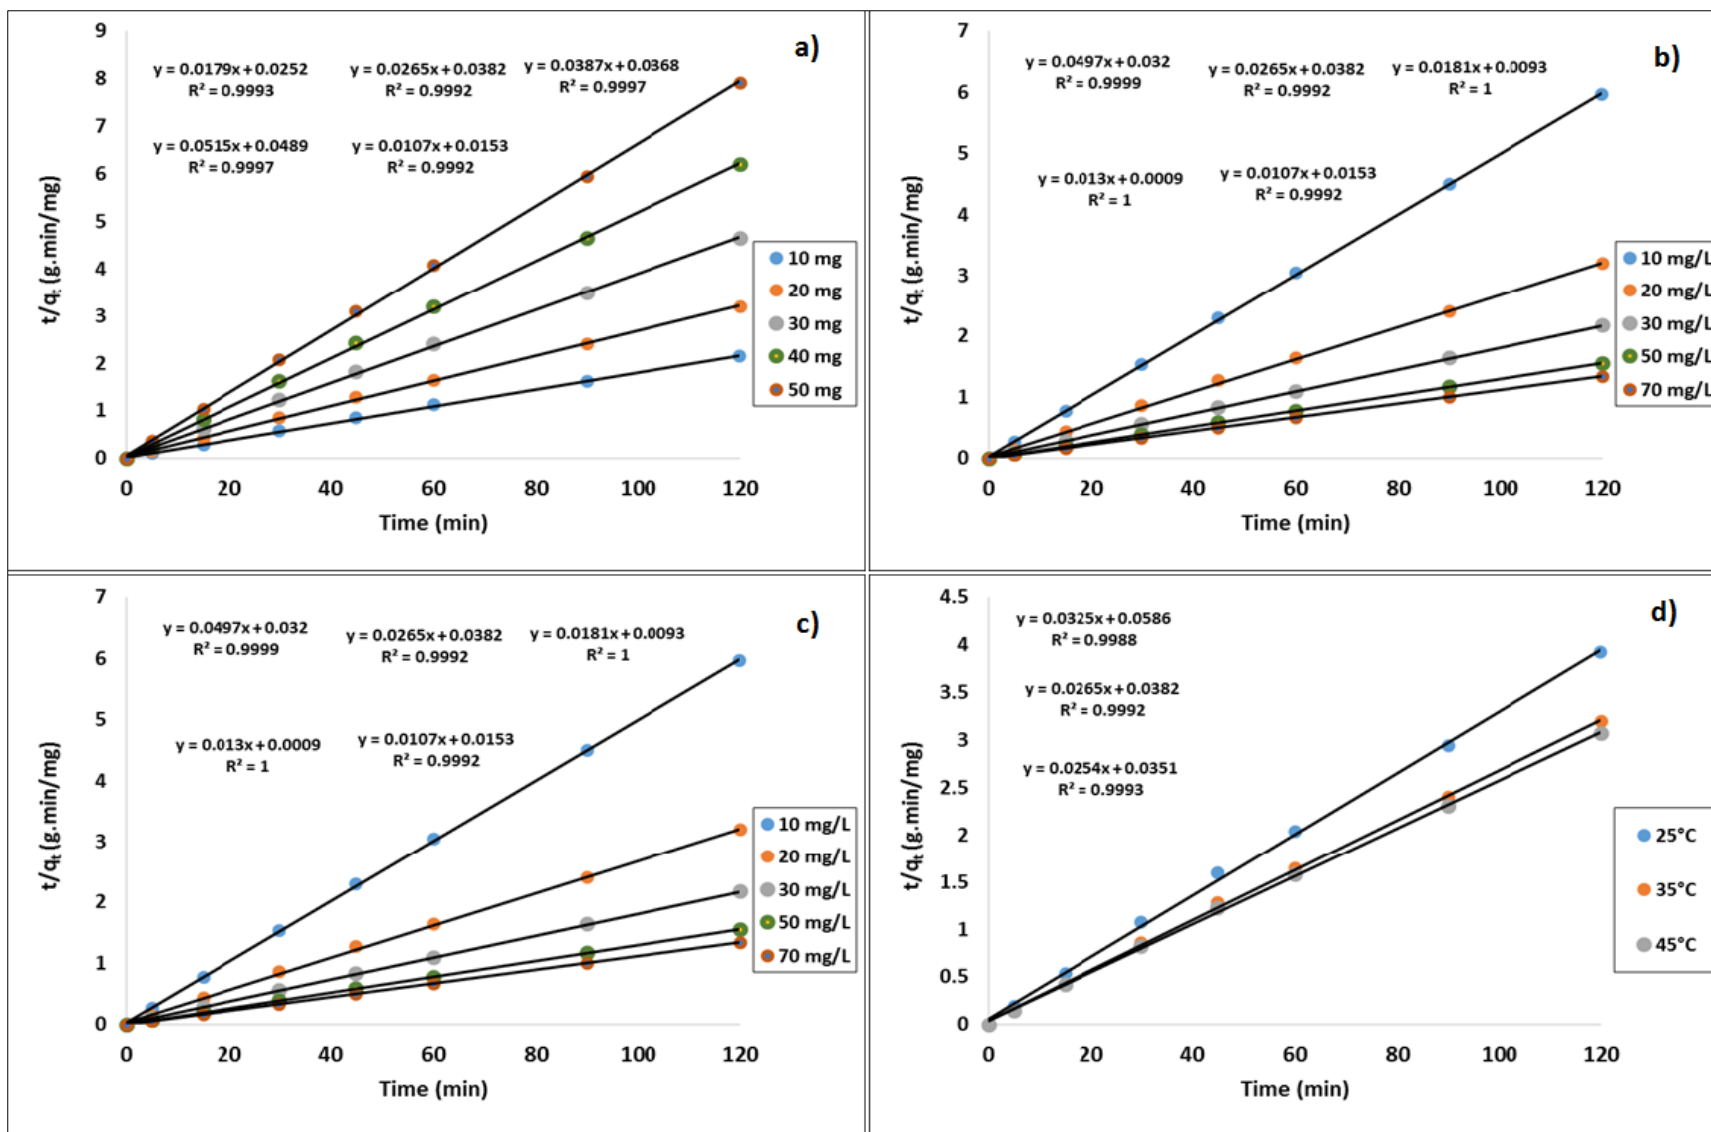 a)
9
8
7
6
5
4
3
2
1
0
y = 0.0179x + 0.0252
R² = 0.9993
y = 0.0265x + 0.0382
R² = 0.9992
y = 0.0387x + 0.0368
R² = 0.9997
y = 0.0515x + 0.0489
R² = 0.9997
y = 0.0107x + 0.0153
R² = 0.9992
t/qt (g.min/mg)
0 20 40 60 80 100 120
Time (min)
10 mg
20 mg
30 mg
40 mg
50 mg
b)
7
6
5
4
3
2
1
0
y = 0.0497x + 0.032
R² = 0.9999
y = 0.0265x + 0.0382
R² = 0.9992
y = 0.0181x + 0.0093
R² = 1
y = 0.013x + 0.0009
R² = 1
y = 0.0107x + 0.0153
R² = 0.9992
t/qt (g.min/mg)
0 20 40 60 80 100 120
Time (min)
10 mg/L
20 mg/L
30 mg/L
50 mg/L
70 mg/L
c)
7
6
5
4
3
2
1
0
y = 0.0497x + 0.032
R² = 0.9999
y = 0.0265x + 0.0382
R² = 0.9992
y = 0.0181x + 0.0093
R² = 1
y = 0.013x + 0.0009
R² = 1
y = 0.0107x + 0.0153
R² = 0.9992
t/qt (g.min/mg)
0 20 40 60 80 100 120
Time (min)
10 mg/L
20 mg/L
30 mg/L
50 mg/L
70 mg/L
d)
4.5
4
3.5
3
2.5
2
1.5
1
0.5
0
y = 0.0325x + 0.0586
R² = 0.9988
y = 0.0265x + 0.0382
R² = 0.9992
y = 0.0254x + 0.0351
R² = 0.9993
t/qt (g.min/mg)
0 20 40 60 80 100 120
Time (min)
25°C
35°C
45°C